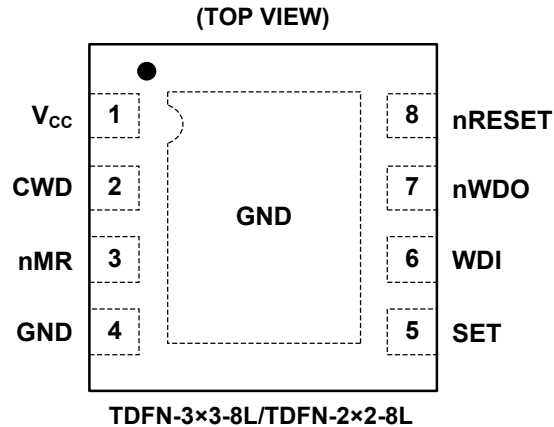 (TOP VIEW)
VCC 1 8 nRESET
CWD 2 7 nWDO
GND
nMR 3 6 WDI
GND 4 5 SET
TDFN-3×3-8L/TDFN-2×2-8L